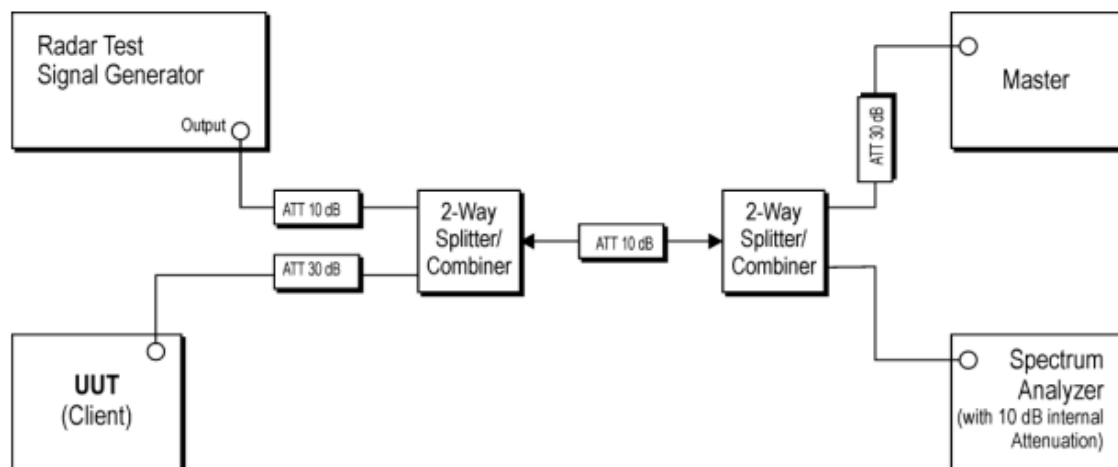 Radar Test
Signal Generator
Output
ATT 10 dB
ATT 30 dB
2-Way
Splitter/
Combiner
ATT 10 dB
2-Way
Splitter/
Combiner
ATT 30 dB
Master
UUT
(Client)
Spectrum
Analyzer
(with 10 dB internal
Attenuation)